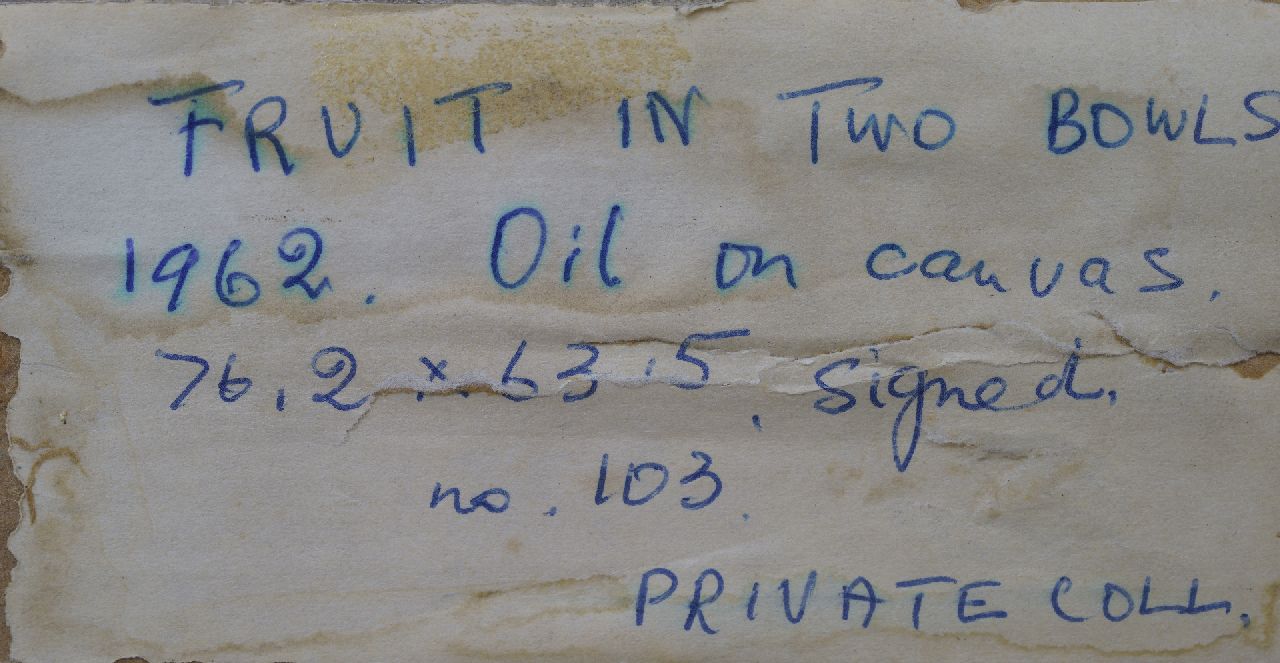 FRUIT IN TWO BOWLS
1962. Oil on canvas.
76.2 x 63.5. Signed.
no. 103.
PRIVATE COLL.